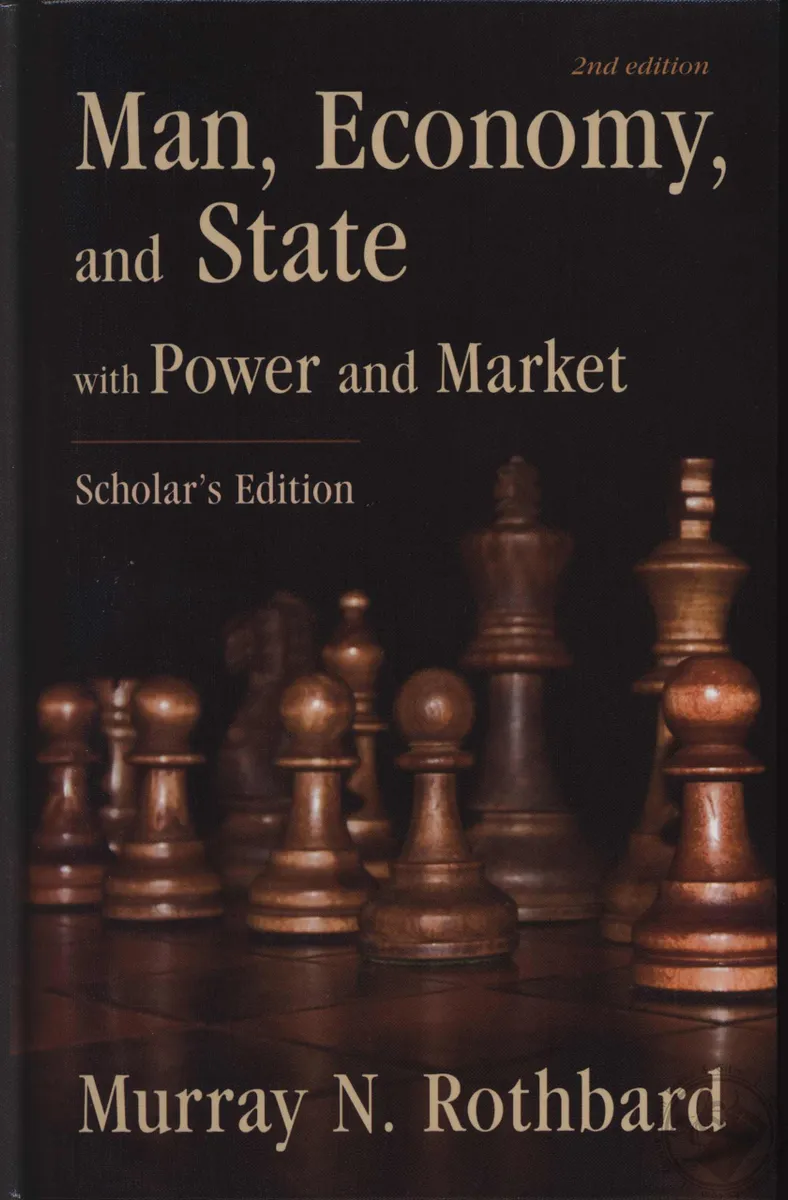 2nd edition
Man, Economy,
and State
with Power and Market
Scholar's Edition
Murray N. Rothbard